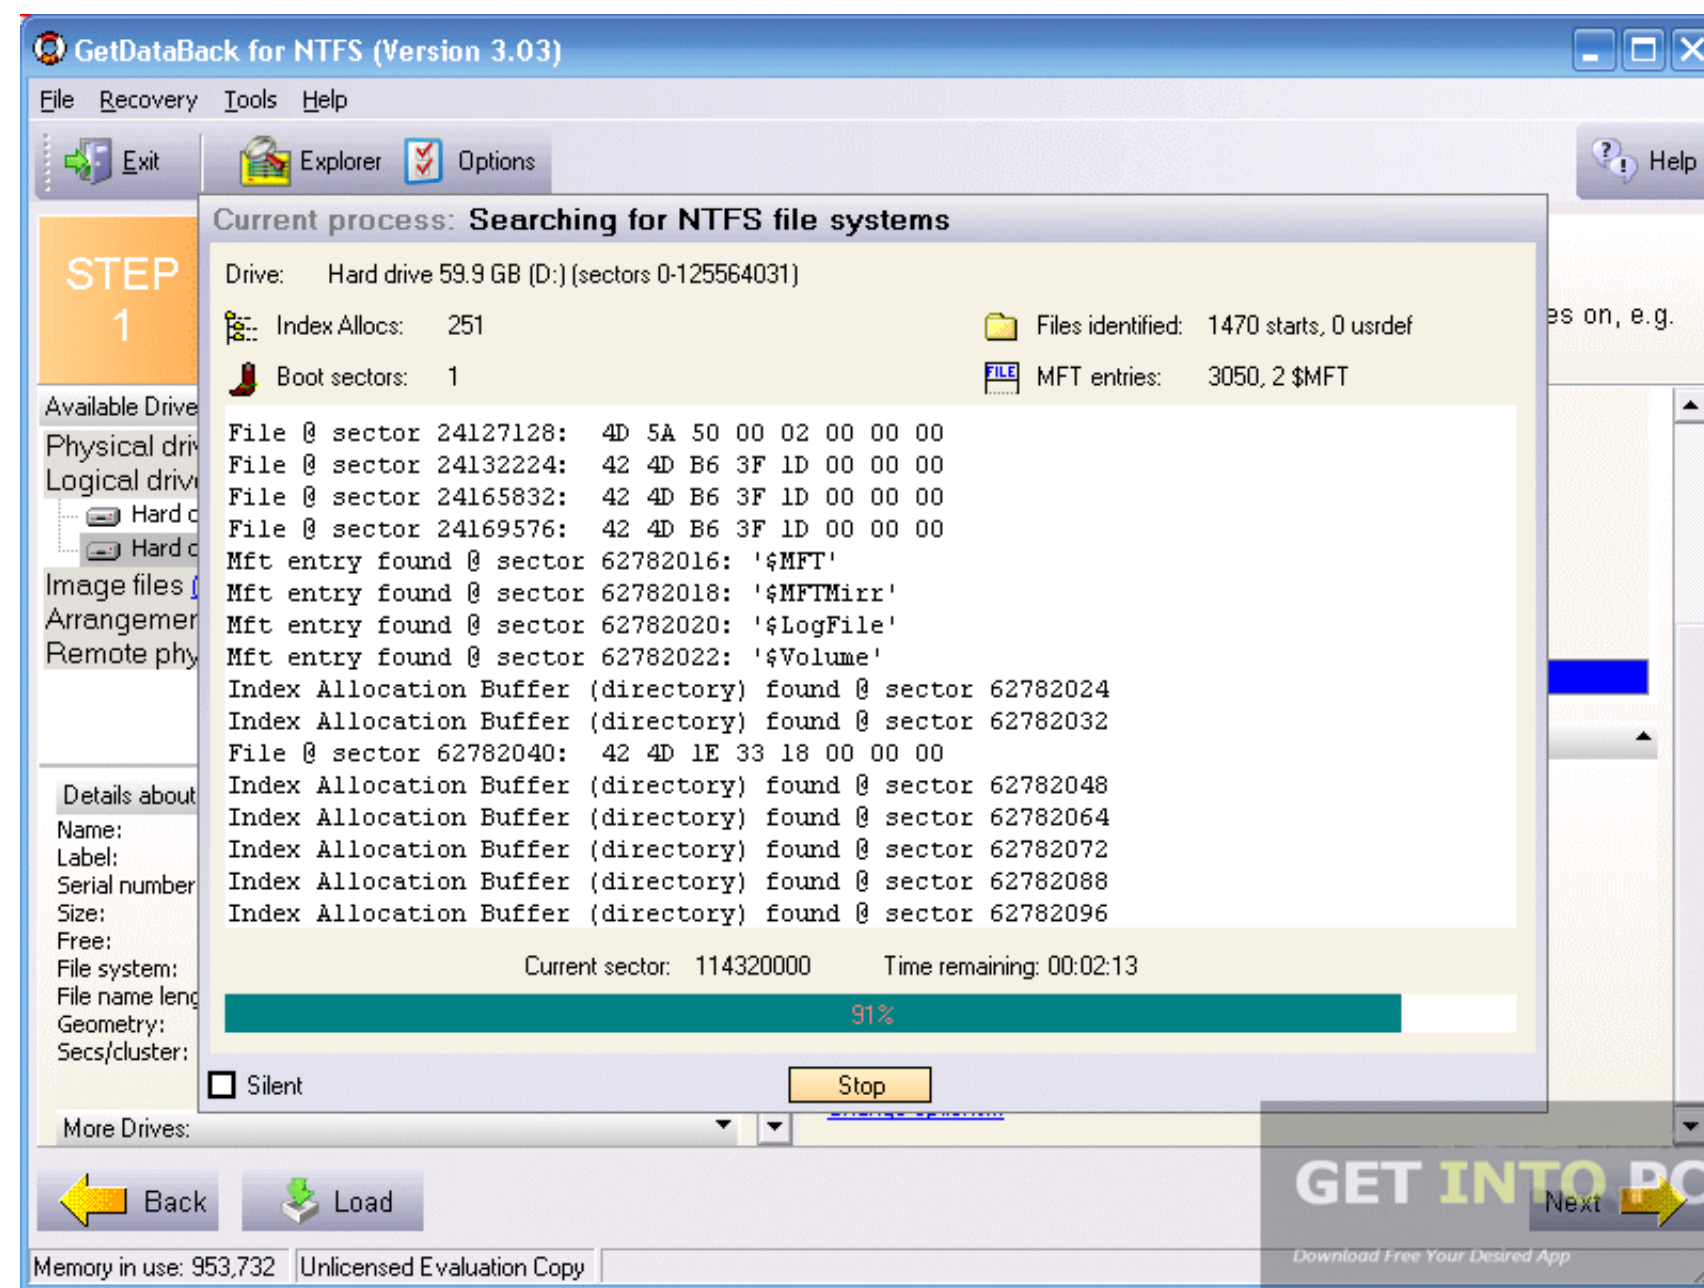 GetDataBack for NTFS (Version 3.03)
File Recovery Tools Help
Exit Explorer Options Help
Current process: Searching for NTFS file systems
STEP
1
Drive: Hard drive 59.9 GB (D:) (sectors 0-125564031)
Index Allocs: 251 Files identified: 1470 starts, 0 usrdef
es on, e.g.
Boot sectors: 1 MFT entries: 3050, 2 $MFT
Available Drive
Physical driv
Logical driv
Hard d
Hard d
Image files
Arrangemen
Remote phy
File @ sector 24127128: 4D 5A 50 00 02 00 00 00
File @ sector 24132224: 42 4D B6 3F 1D 00 00 00
File @ sector 24165832: 42 4D B6 3F 1D 00 00 00
File @ sector 24169576: 42 4D B6 3F 1D 00 00 00
Mft entry found @ sector 62782016: '$MFT'
Mft entry found @ sector 62782018: '$MFTMirr'
Mft entry found @ sector 62782020: '$LogFile'
Mft entry found @ sector 62782022: '$Volume'
Index Allocation Buffer (directory) found @ sector 62782024
Index Allocation Buffer (directory) found @ sector 62782032
File @ sector 62782040: 42 4D 1E 33 18 00 00 00
Index Allocation Buffer (directory) found @ sector 62782048
Index Allocation Buffer (directory) found @ sector 62782064
Index Allocation Buffer (directory) found @ sector 62782072
Index Allocation Buffer (directory) found @ sector 62782088
Index Allocation Buffer (directory) found @ sector 62782096
Details about
Name:
Label:
Serial number
Size:
Free:
File system:
File name leng
Geometry:
Secs/cluster:
Current sector: 114320000 Time remaining: 00:02:13
91%
Silent Stop
More Drives:
Back Load Next
GET INTO PC
Download Free Your Desired App
Memory in use: 953,732 Unlicensed Evaluation Copy